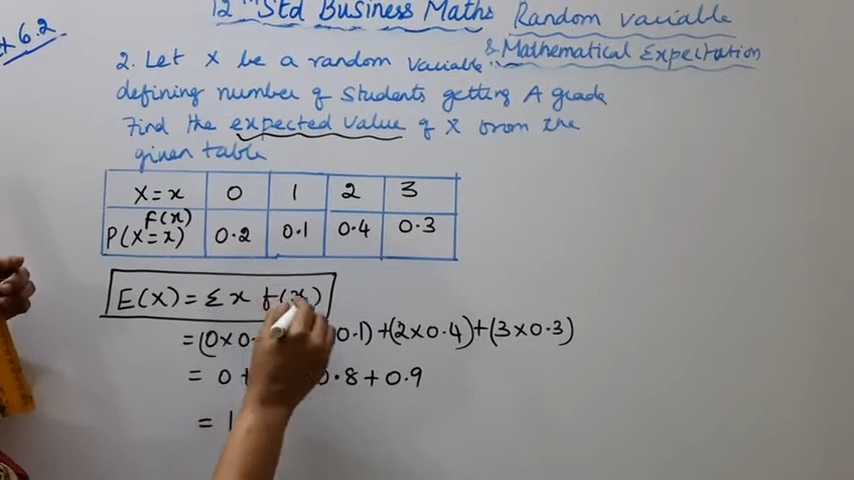 12th Std Business Maths Random variable
Ex 6.2 & Mathematical Expectation
2. Let X be a random variable
defining number of Students getting A grade
Find the expected value of X from the
given table
X = x 0 1 2 3
f(x)
P(X=x) 0.2 0.1 0.4 0.3
E(X) = Σ x f(x)
= (0×0. 0.1) + (2×0.4) + (3×0.3)
= 0+ 0.8 + 0.9
= 1